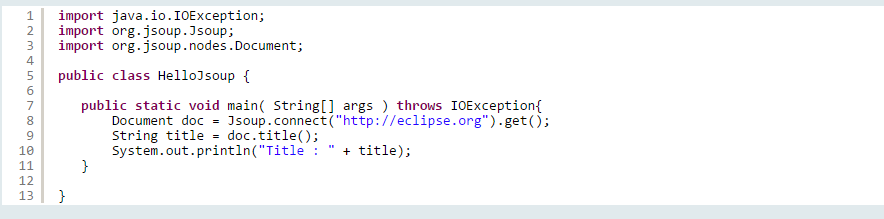 1 import java.io.IOException;
2 import org.jsoup.Jsoup;
3 import org.jsoup.nodes.Document;
4
5 public class HelloJsoup {
6
7    public static void main( String[] args ) throws IOException{
8        Document doc = Jsoup.connect("http://eclipse.org").get();
9        String title = doc.title();
10        System.out.println("Title : " + title);
11    }
12
13 }